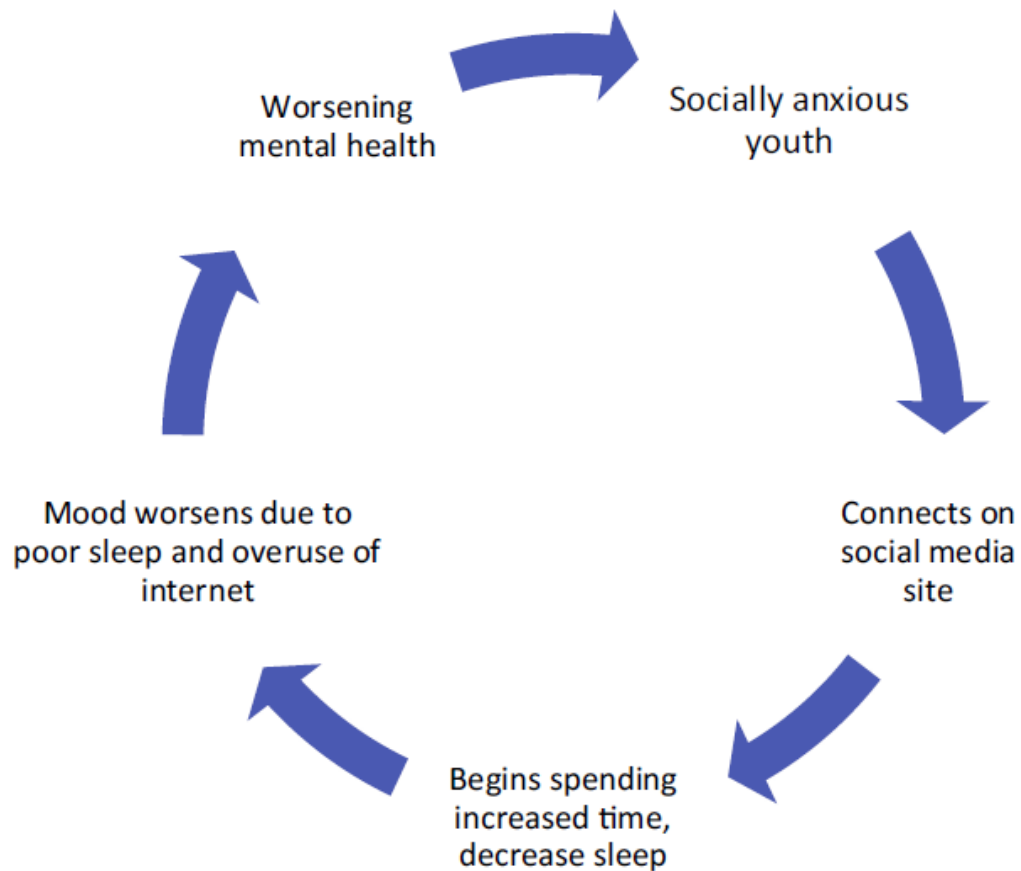 Worsening
mental health
Socially anxious
youth
Connects on
social media
site
Begins spending
increased time,
decrease sleep
Mood worsens due to
poor sleep and overuse of
internet